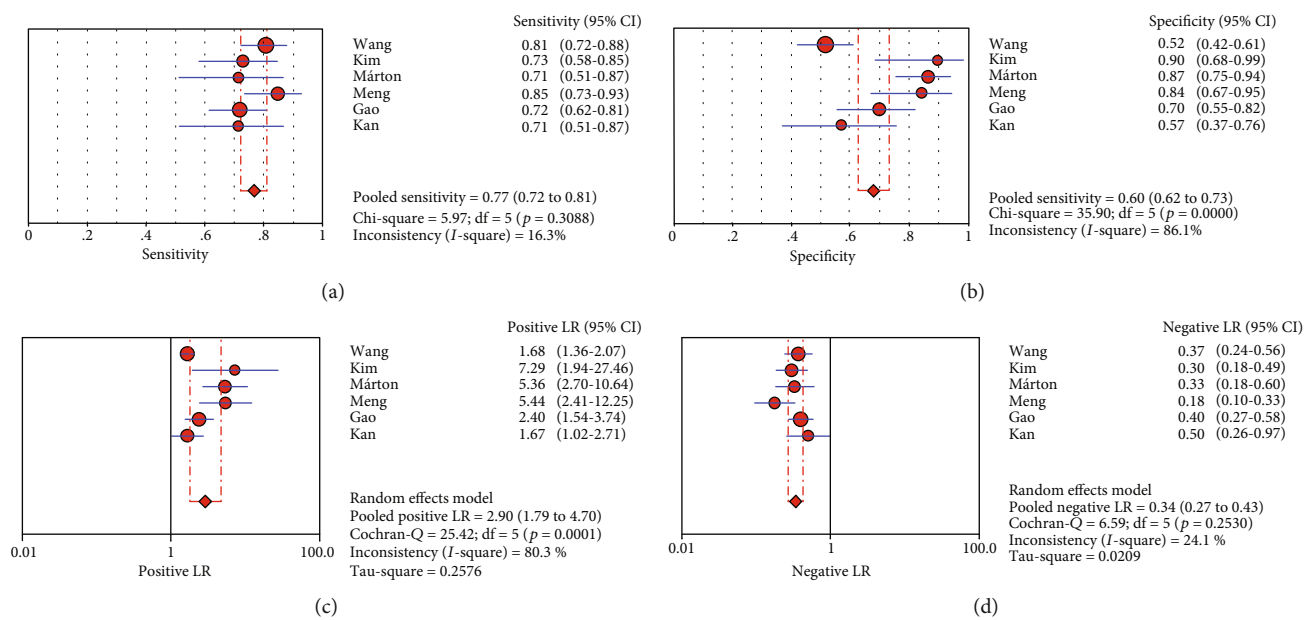 Sensitivity (95% CI)
Wang 0.81 (0.72-0.88)
Kim 0.73 (0.58-0.85)
Márton 0.71 (0.51-0.87)
Meng 0.85 (0.73-0.93)
Gao 0.72 (0.62-0.81)
Kan 0.71 (0.51-0.87)
Pooled sensitivity = 0.77 (0.72 to 0.81)
Chi-square = 5.97; df = 5 (p = 0.3088)
Inconsistency (I-square) = 16.3%
0 .2 .4 .6 .8 1
Sensitivity
(a)
Specificity (95% CI)
Wang 0.52 (0.42-0.61)
Kim 0.90 (0.68-0.99)
Márton 0.87 (0.75-0.94)
Meng 0.84 (0.67-0.95)
Gao 0.70 (0.55-0.82)
Kan 0.57 (0.37-0.76)
Pooled sensitivity = 0.60 (0.62 to 0.73)
Chi-square = 35.90; df = 5 (p = 0.0000)
Inconsistency (I-square) = 86.1%
0 .2 .4 .6 .8 1
Specificity
(b)
Positive LR (95% CI)
Wang 1.68 (1.36-2.07)
Kim 7.29 (1.94-27.46)
Márton 5.36 (2.70-10.64)
Meng 5.44 (2.41-12.25)
Gao 2.40 (1.54-3.74)
Kan 1.67 (1.02-2.71)
Random effects model
Pooled positive LR = 2.90 (1.79 to 4.70)
Cochran-Q = 25.42; df = 5 (p = 0.0001)
Inconsistency (I-square) = 80.3 %
Tau-square = 0.2576
0.01 1 100.0
Positive LR
(c)
Negative LR (95% CI)
Wang 0.37 (0.24-0.56)
Kim 0.30 (0.18-0.49)
Márton 0.33 (0.18-0.60)
Meng 0.18 (0.10-0.33)
Gao 0.40 (0.27-0.58)
Kan 0.50 (0.26-0.97)
Random effects model
Pooled negative LR = 0.34 (0.27 to 0.43)
Cochran-Q = 6.59; df = 5 (p = 0.2530)
Inconsistency (I-square) = 24.1 %
Tau-square = 0.0209
0.01 1 100.0
Negative LR
(d)